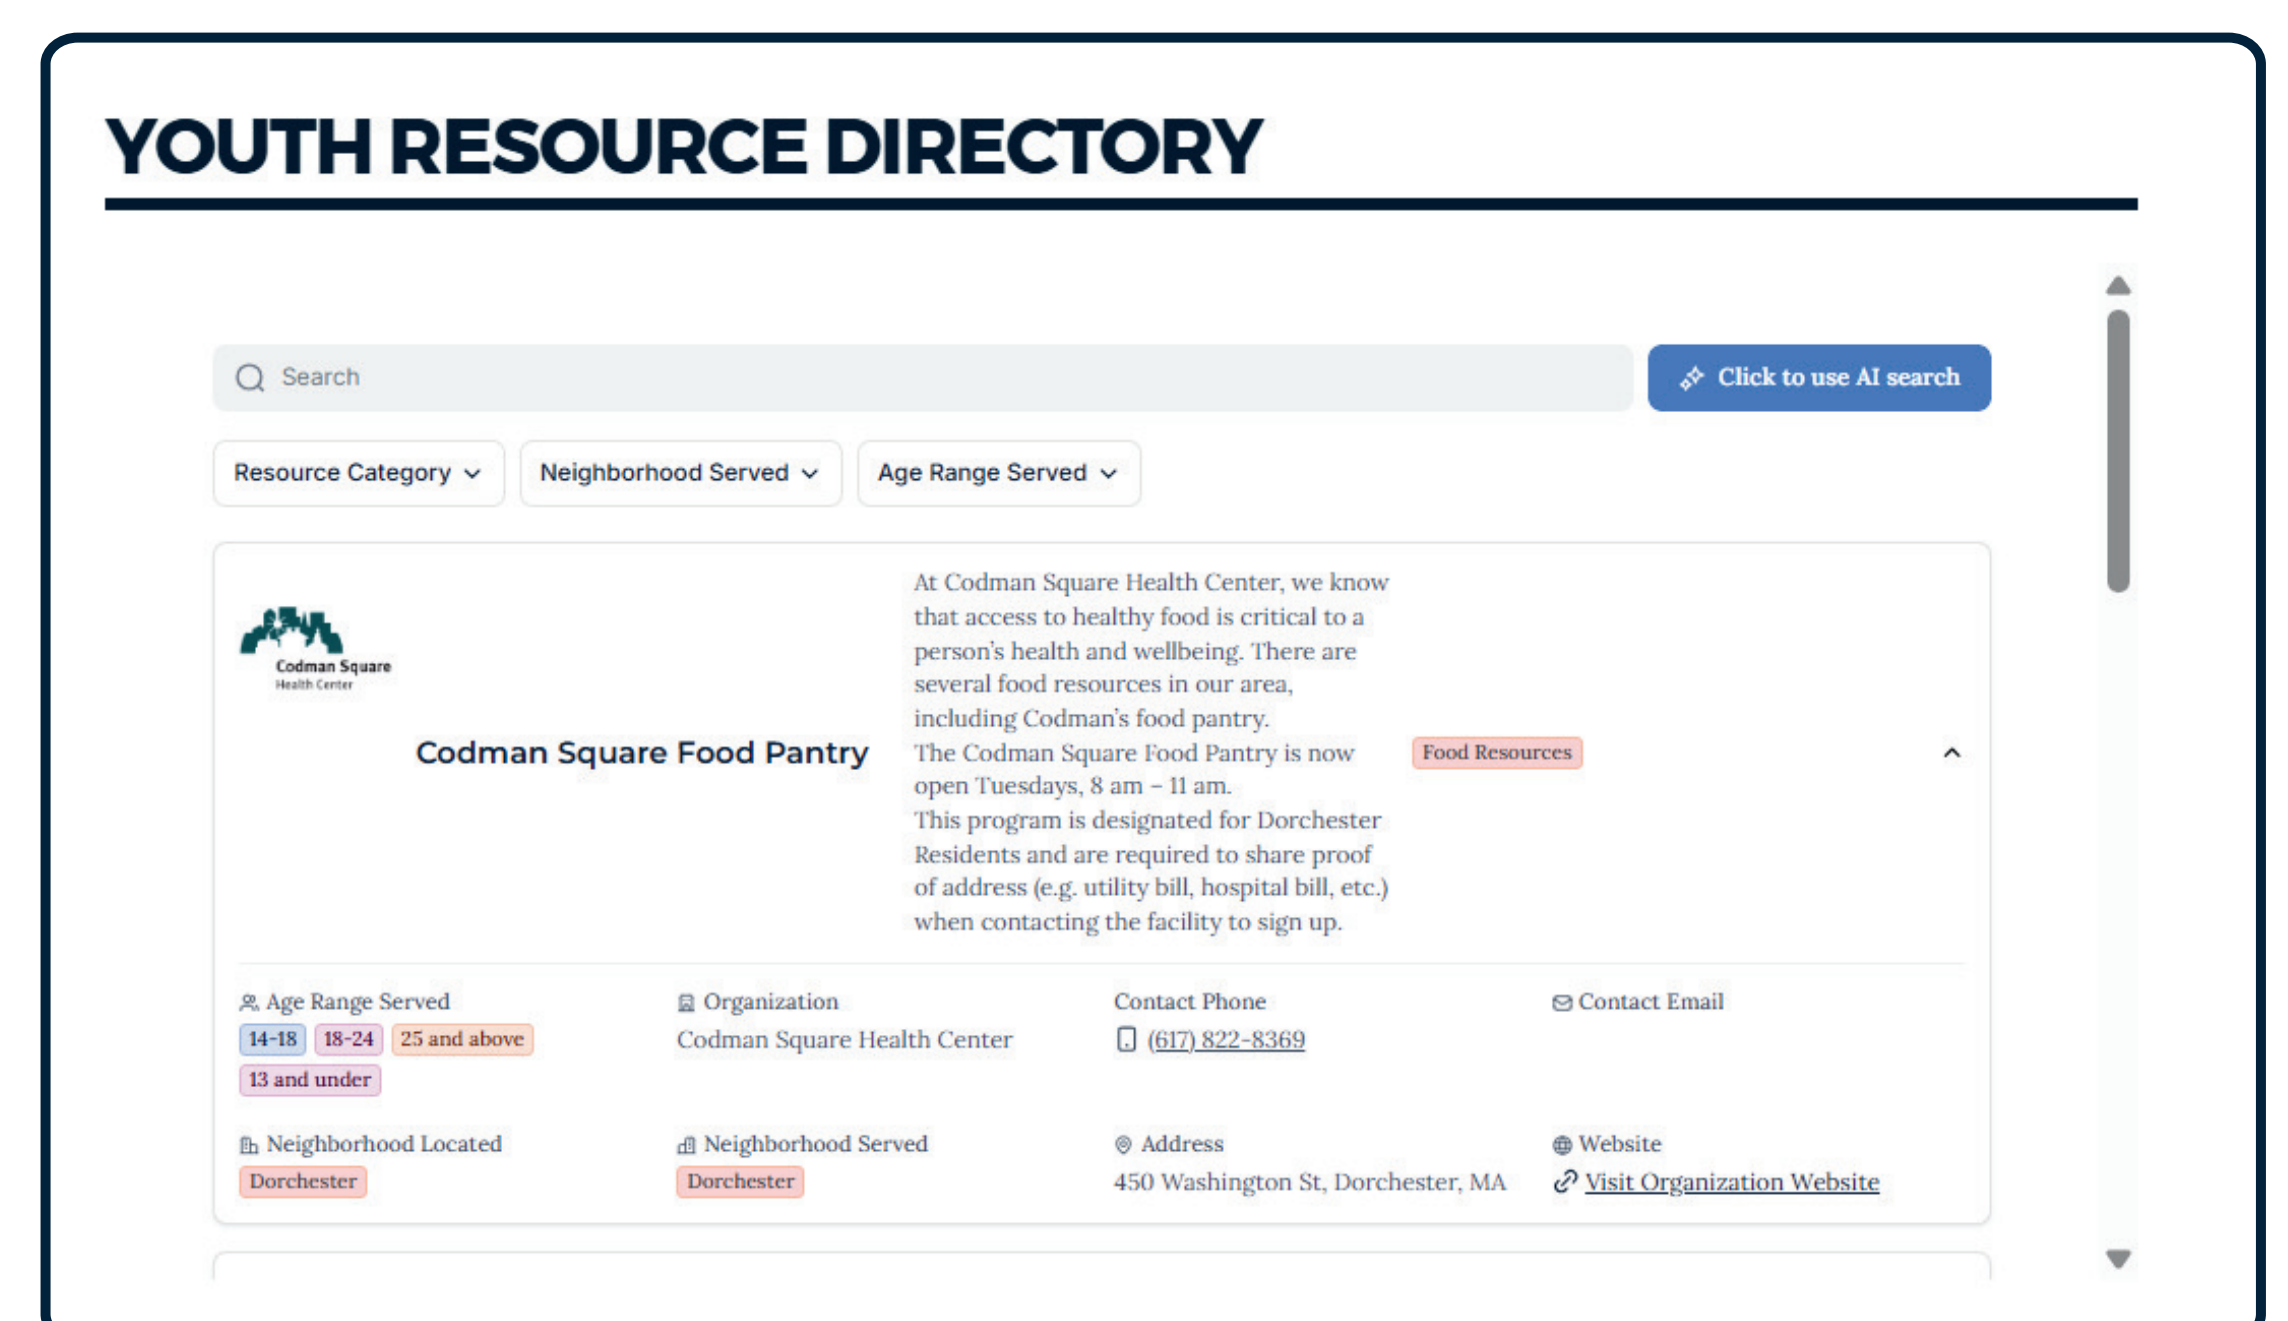 YOUTH RESOURCE DIRECTORY
Search
Click to use AI search
Resource Category
Neighborhood Served
Age Range Served
Codman Square
Health Center
Codman Square Food Pantry
At Codman Square Health Center, we know
that access to healthy food is critical to a
person's health and wellbeing. There are
several food resources in our area,
including Codman's food pantry.
The Codman Square Food Pantry is now
open Tuesdays, 8 am – 11 am.
This program is designated for Dorchester
Residents and are required to share proof
of address (e.g. utility bill, hospital bill, etc.)
when contacting the facility to sign up.
Food Resources
Age Range Served
14-18 18-24 25 and above
13 and under
Organization
Codman Square Health Center
Contact Phone
(617) 822-8369
Contact Email
Neighborhood Located
Dorchester
Neighborhood Served
Dorchester
Address
450 Washington St, Dorchester, MA
Website
Visit Organization Website